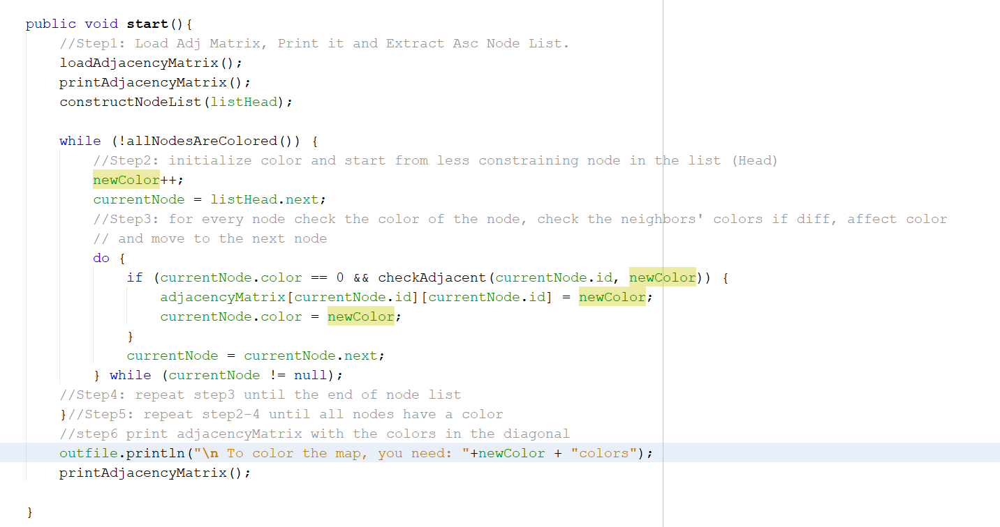 public void start(){
//Step1: Load Adj Matrix, Print it and Extract Asc Node List.
loadAdjacencyMatrix();
printAdjacencyMatrix();
constructNodeList(listHead);
while (!allNodesAreColored()) {
//Step2: initialize color and start from less constraining node in the list (Head)
newColor++;
currentNode = listHead.next;
//Step3: for every node check the color of the node, check the neighbors' colors if diff, affect color
// and move to the next node
do {
if (currentNode.color == 0 && checkAdjacent(currentNode.id, newColor)) {
adjacencyMatrix[currentNode.id][currentNode.id] = newColor;
currentNode.color = newColor;
}
currentNode = currentNode.next;
} while (currentNode != null);
//Step4: repeat step3 until the end of node list
}//Step5: repeat step2-4 until all nodes have a color
//step6 print adjacencyMatrix with the colors in the diagonal
outfile.println("\n To color the map, you need: "+newColor + "colors");
printAdjacencyMatrix();
}